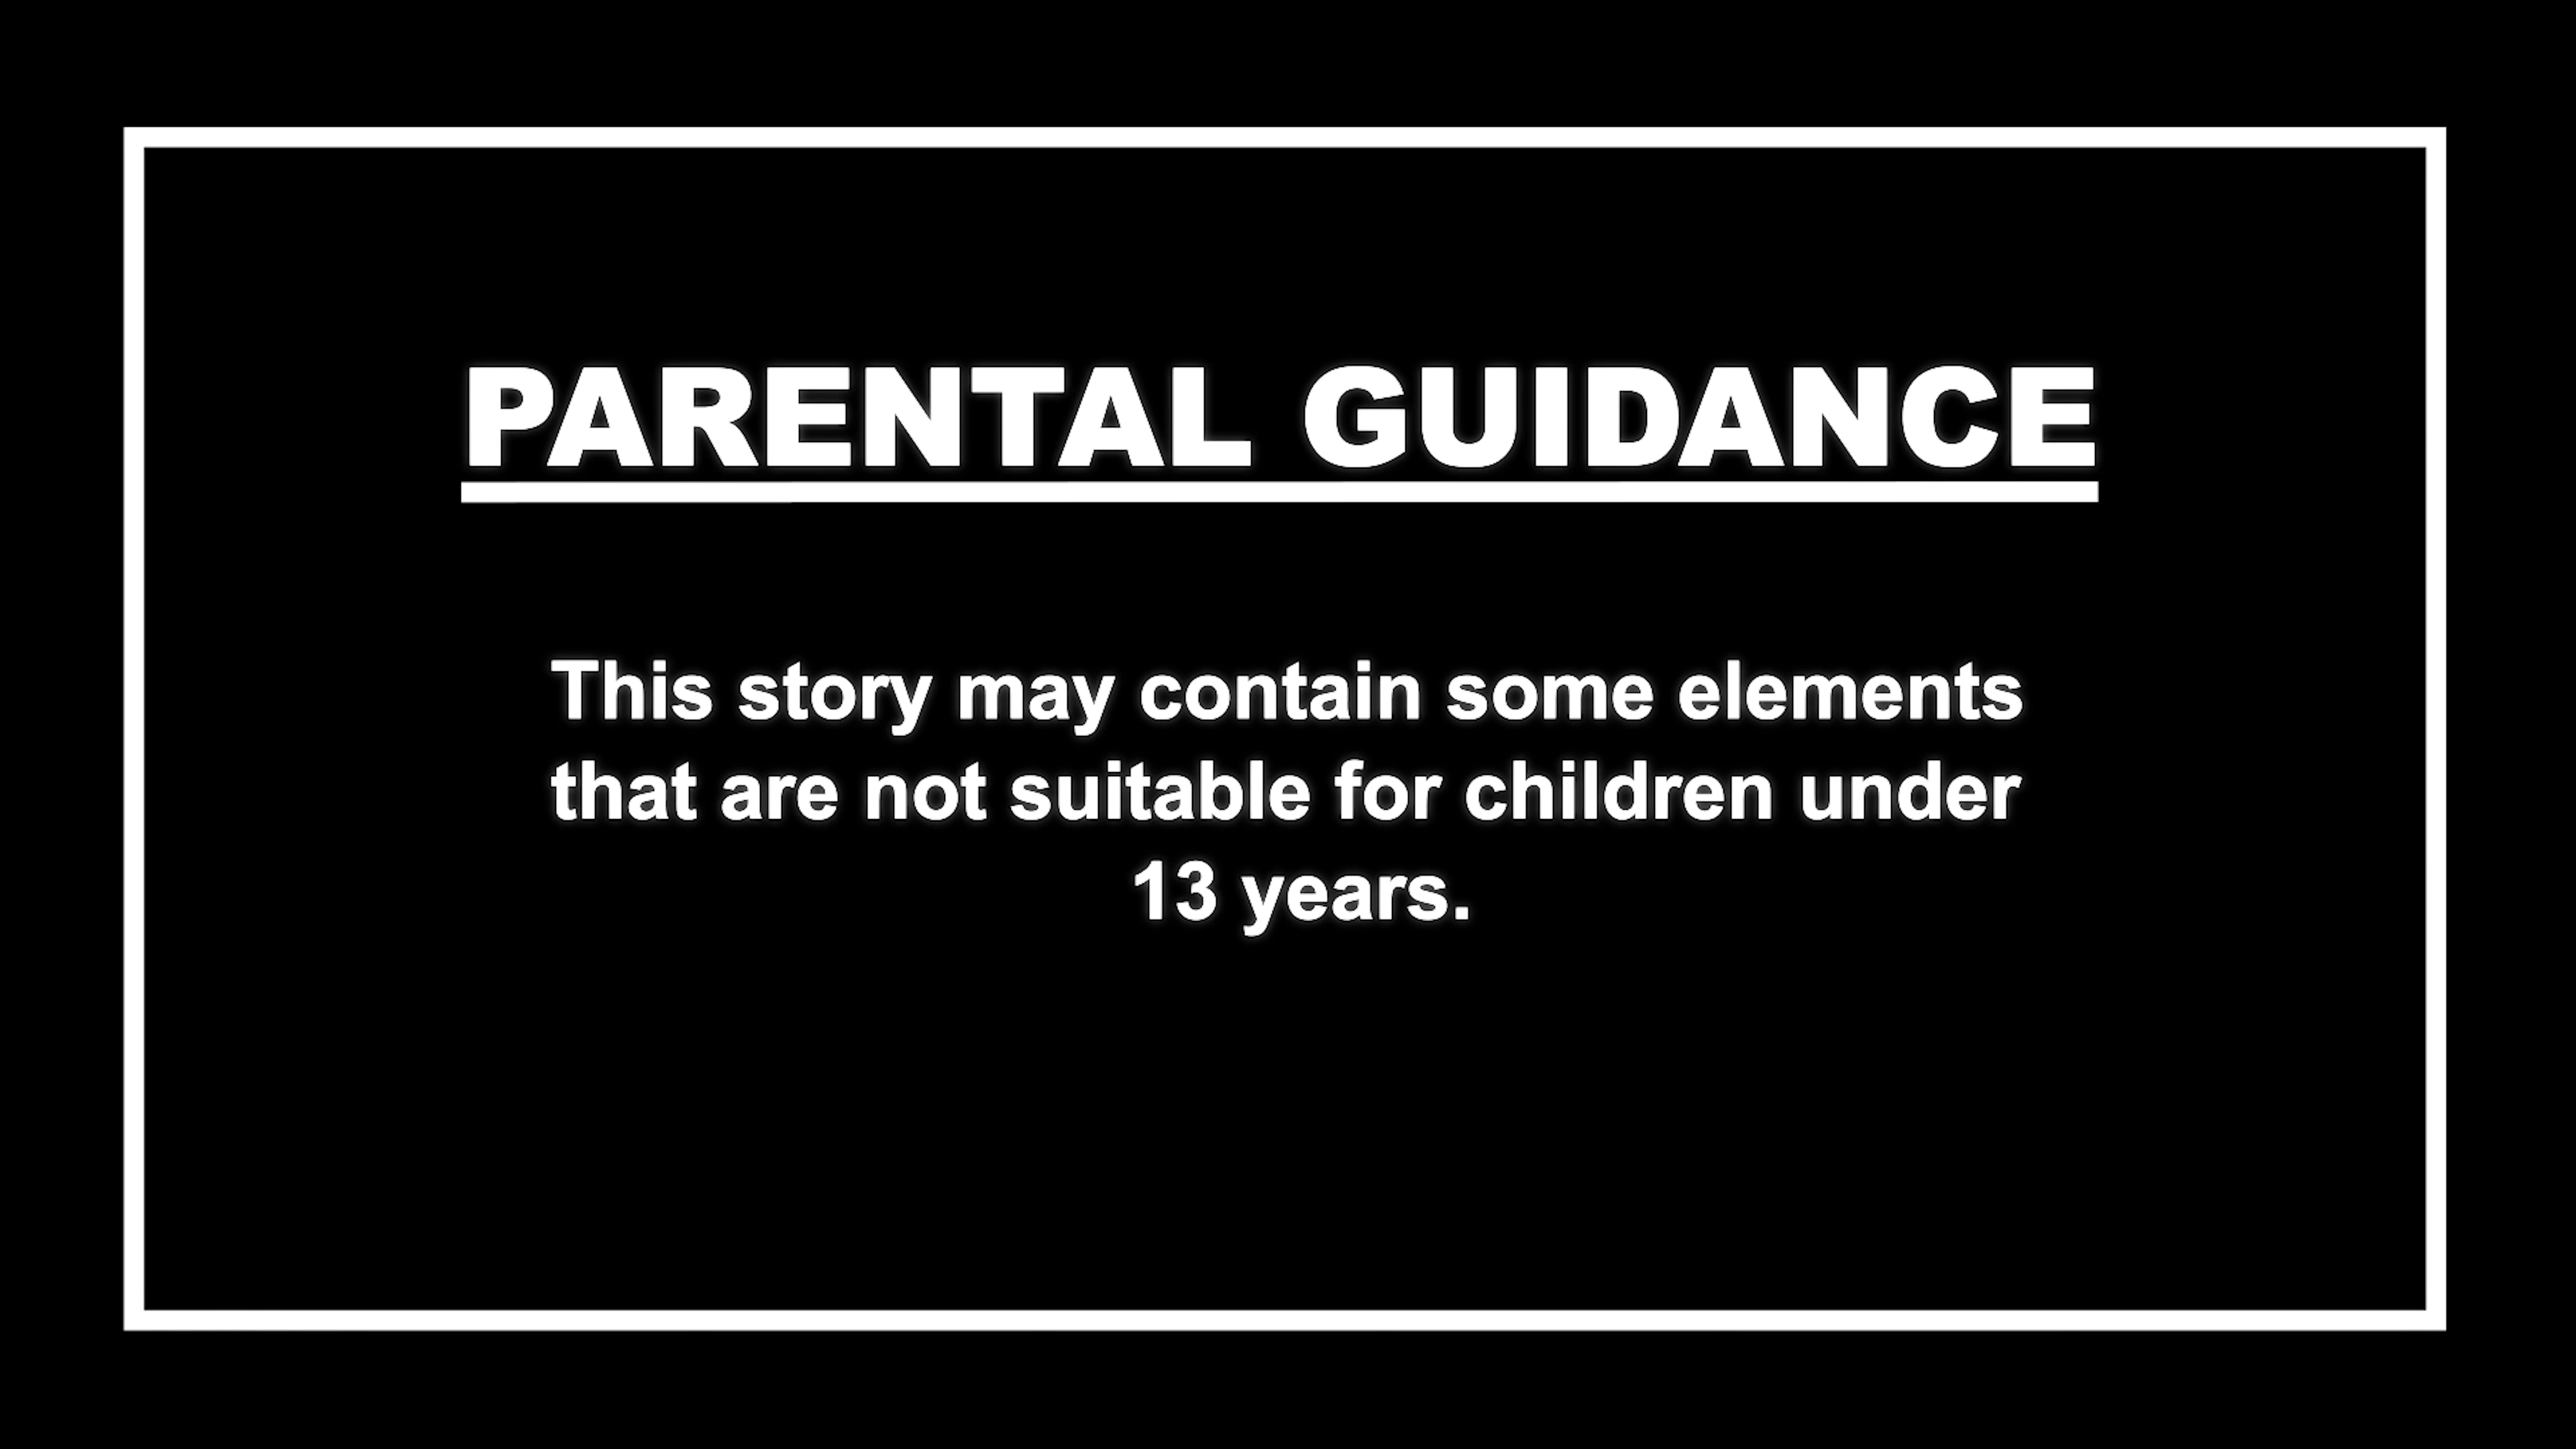 PARENTAL GUIDANCE
This story may contain some elements
that are not suitable for children under
13 years.